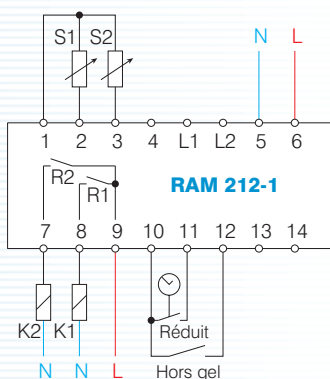 S1 S2 N L
1 2 3 4 L1 L2 5 6
R2
R1
RAM 212-1
7 8 9 10 11 12 13 14
K2 K1 Réduit
N N L Hors gel